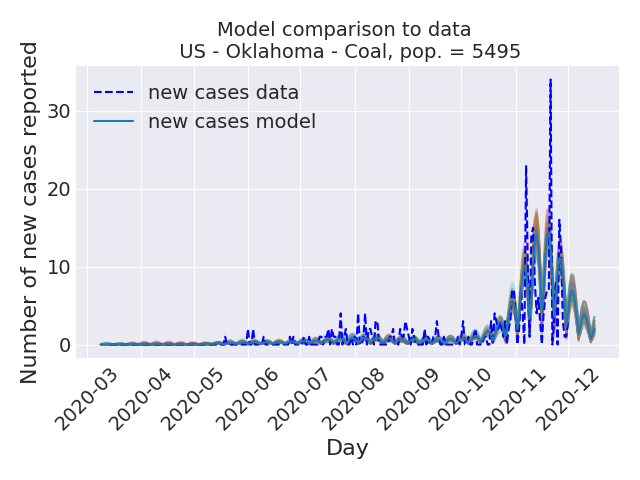 Model comparison to data
US - Oklahoma - Coal, pop. = 5495
Number of new cases reported
30
20
10
0
new cases data
new cases model
2020-03
2020-04
2020-05
2020-06
2020-07
2020-08
2020-09
2020-10
2020-11
2020-12
Day